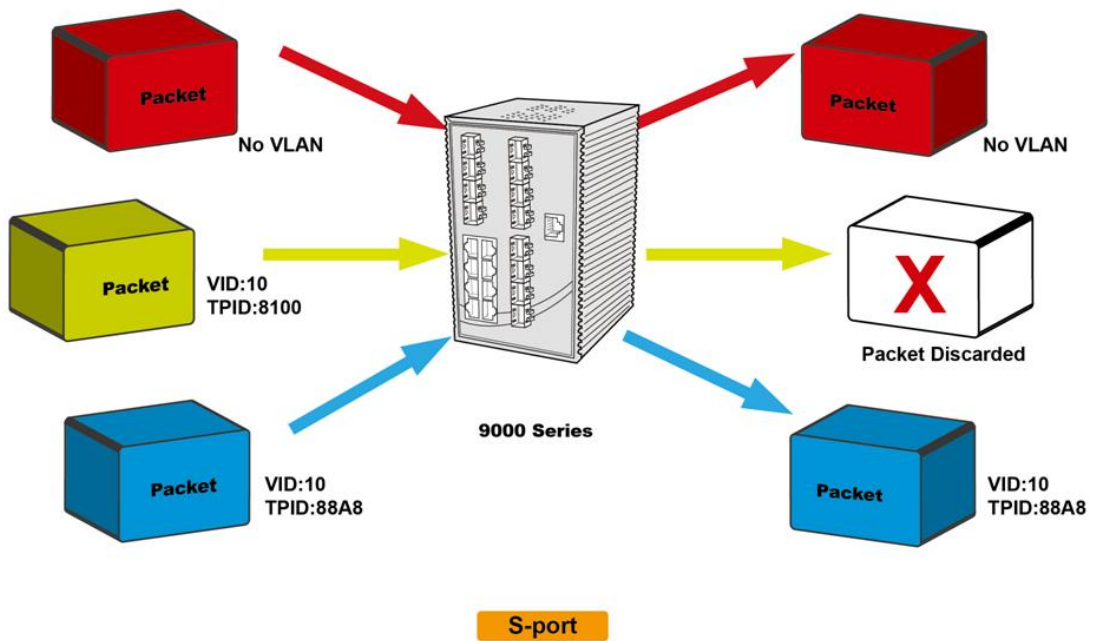 Packet
No VLAN
Packet
No VLAN
Packet
VID:10
TPID:8100
X
Packet Discarded
9000 Series
Packet
VID:10
TPID:88A8
Packet
VID:10
TPID:88A8
S-port